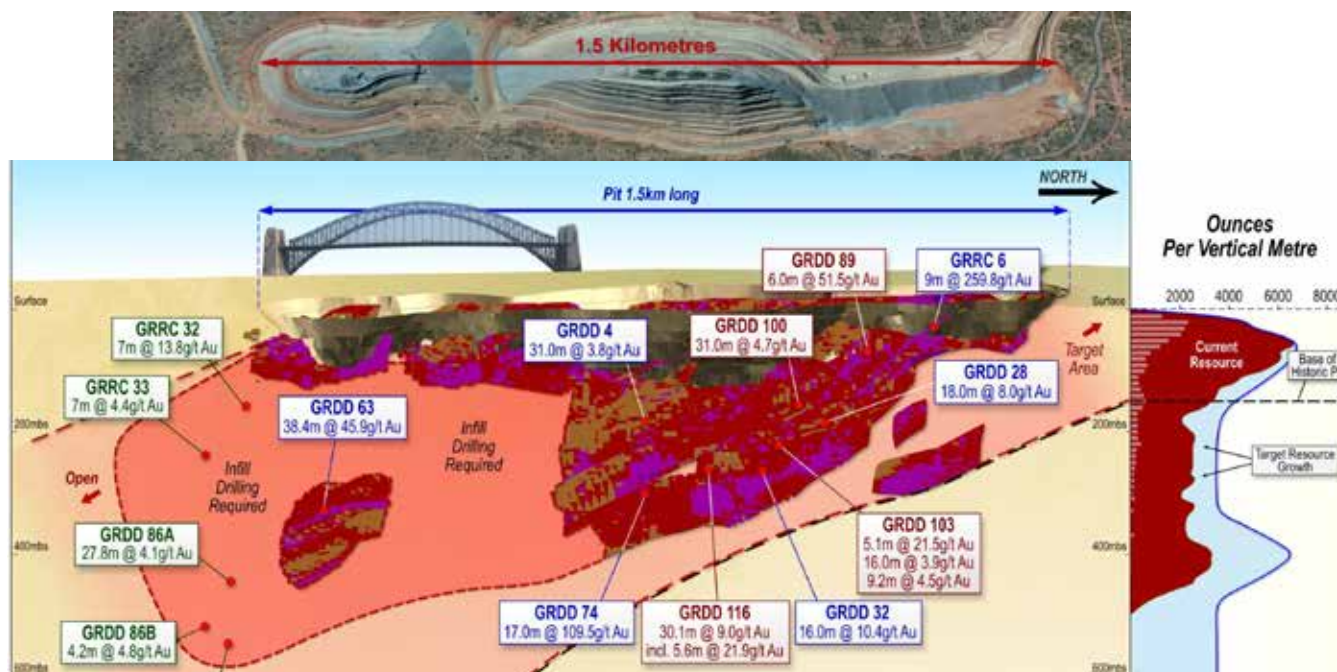 1.5 Kilometres
NORTH
Pit 1.5km long
Ounces
Per Vertical Metre
2000 4000 6000 8000
Surface
Surface
GRDD 89
6.0m @ 51.5g/t Au
GRRC 6
9m @ 259.8g/t Au
GRRC 32
7m @ 13.8g/t Au
GRDD 4
31.0m @ 3.8g/t Au
GRDD 100
31.0m @ 4.7g/t Au
Target
Area
Current
Resource
Base of
Historic P
GRRC 33
7m @ 4.4g/t Au
GRDD 28
18.0m @ 8.0g/t Au
GRDD 63
38.4m @ 45.9g/t Au
200mbs
200mbs
Infill
Drilling
Required
Infill
Drilling
Required
Open
Target Resource
Growth
GRDD 86A
27.8m @ 4.1g/t Au
GRDD 103
5.1m @ 21.5g/t Au
16.0m @ 3.9g/t Au
9.2m @ 4.5g/t Au
400mbs
400mbs
GRDD 74
17.0m @ 109.5g/t Au
GRDD 116
30.1m @ 9.0g/t Au
incl. 5.6m @ 21.9g/t Au
GRDD 32
16.0m @ 10.4g/t Au
GRDD 86B
4.2m @ 4.8g/t Au
600mbs